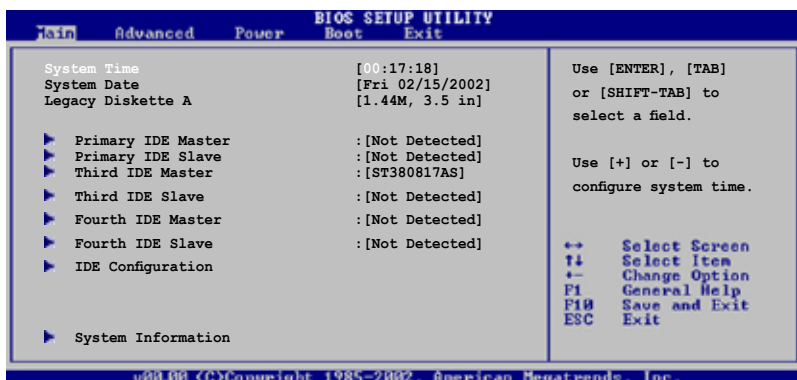 BIOS SETUP UTILITY
Main Advanced Power Boot Exit
System Time [00:17:18]
System Date [Fri 02/15/2002]
Legacy Diskette A [1.44M, 3.5 in]
Primary IDE Master :[Not Detected]
Primary IDE Slave :[Not Detected]
Third IDE Master :[ST380817AS]
Third IDE Slave :[Not Detected]
Fourth IDE Master :[Not Detected]
Fourth IDE Slave :[Not Detected]
IDE Configuration
System Information
Use [ENTER], [TAB]
or [SHIFT-TAB] to
select a field.
Use [+] or [-] to
configure system time.
↔ Select Screen
↑↓ Select Item
+- Change Option
F1 General Help
F10 Save and Exit
ESC Exit
v00.00 (C)Copyright 1985-2002, American Megatrends, Inc.